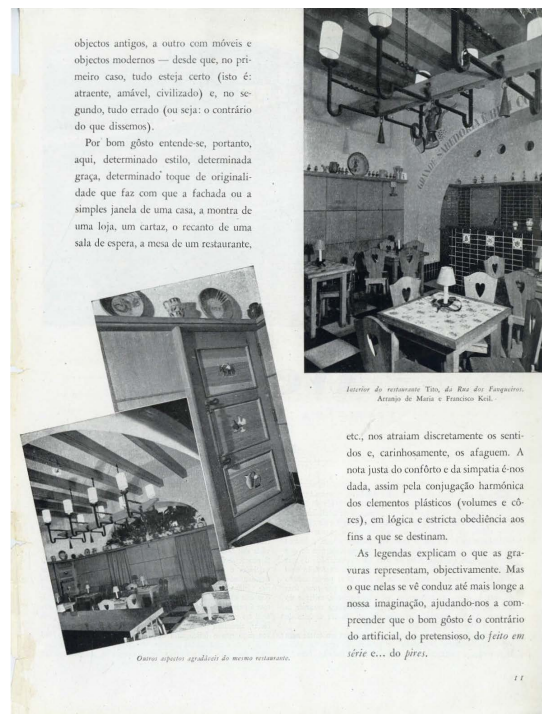 objectos antigos, a outro com móveis e
objectos modernos — desde que, no pri-
meiro caso, tudo esteja certo (isto é:
atraente, amável, civilizado) e, no se-
gundo, tudo errado (ou seja: o contrário
do que dissemos).
Por bom gôsto entende-se, portanto,
aqui, determinado estilo, determinada
graça, determinado toque de originali-
dade que faz com que a fachada ou a
simples janela de uma casa, a montra de
uma loja, um cartaz, o recanto de uma
sala de espera, a mesa de um restaurante,
Interior do restaurante Tito, da Rua dos Fanqueiros.
Arranjo de Maria e Francisco Keil.
etc., nos atraiam discretamente os senti-
dos e, carinhosamente, os afaguem. A
nota justa do confôrto e da simpatia é-nos
dada, assim pela conjugação harmónica
dos elementos plásticos (volumes e cô-
res), em lógica e estricta obediência aos
fins a que se destinam.
As legendas explicam o que as gra-
vuras representam, objectivamente. Mas
o que nelas se vê conduz até mais longe a
nossa imaginação, ajudando-nos a com-
preender que o bom gôsto é o contrário
do artificial, do pretensioso, do feito em
série e... do pires.
Outros aspectos agradáveis do mesmo restaurante.
11